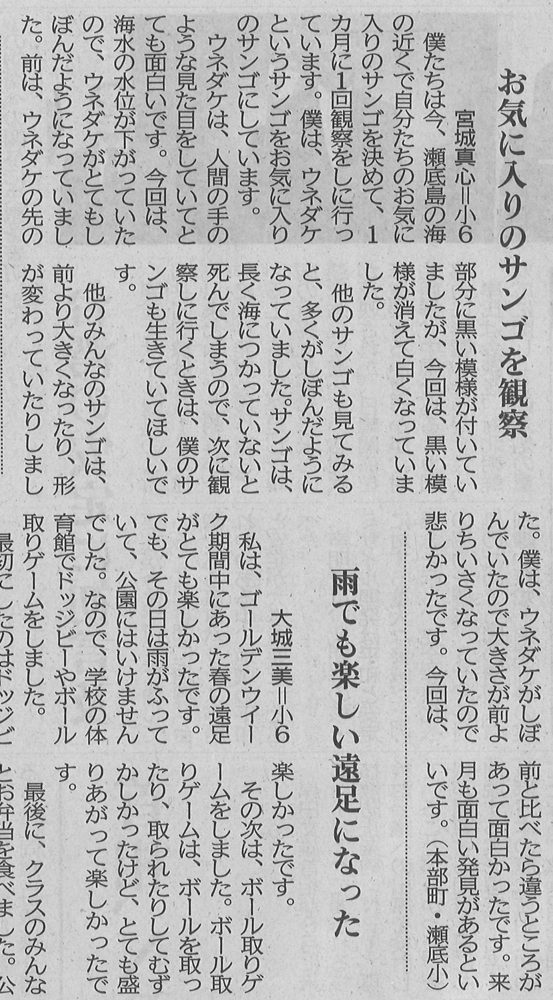 お気に入りのサンゴを観察
宮城真心＝小6
僕たちは今、瀬底島の海
の近くで自分たちのお気に
入りのサンゴを決めて、1
カ月に1回観察をしに行っ
ています。僕は、ウネダケ
というサンゴをお気に入り
のサンゴにしています。
ウネダケは、人間の手の
ような見た目をしていてと
ても面白いです。今回は、
海水の水位が下がっていた
ので、ウネダケがとてもし
ぼんだようになっていまし
た。前は、ウネダケの先の
部分に黒い模様が付いてい
ましたが、今回は、黒い模
様が消えて白くなっていま
した。
他のサンゴも見てみる
と、多くがしぼんだように
なっていました。サンゴは、
長く海につかっていないと
死んでしまうので、次に観
察しに行くときは、僕のサ
ンゴも生きていてほしいで
す。
他のみんなのサンゴは、
前より大きくなったり、形
が変わっていたりしまし
た。僕は、ウネダケがしぼ
んでいたので大きさが前よ
りちいさくなっていたので
悲しかったです。今回は、
前と比べたら違うところが
あって面白かったです。来
月も面白い発見があるとい
いです。（本部町・瀬底小）
雨でも楽しい遠足になった
大城三美＝小6
私は、ゴールデンウイー
ク期間中にあった春の遠足
がとても楽しかったです。
でも、その日は雨がふって
いて、公園にはいけません
でした。なので、学校の体
育館でドッジビーやボール
取りゲームをしました。
最初にしたのはドッジビ
楽しかったです。
その次は、ボール取りゲ
ームをしました。ボール取
りゲームは、ボールを取っ
たり、取られたりしてむず
かしかったけど、とても盛
りあがって楽しかったで
す。
最後に、クラスのみんな
とお弁当を食べました。公